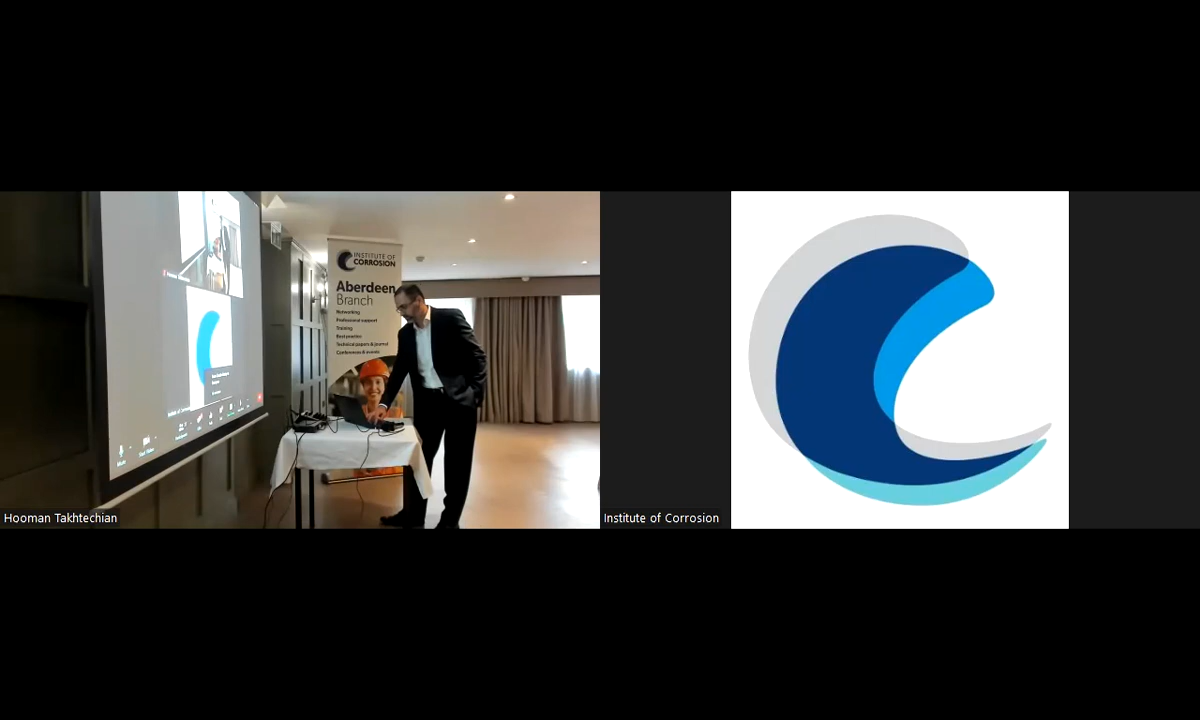 INSTITUTE OF
CORROSION
Aberdeen
Branch
Networking
Professional support
Training
Best practice
Technical papers & journal
Conferences & events
Hooman Takhtechian
Institute of Corrosion